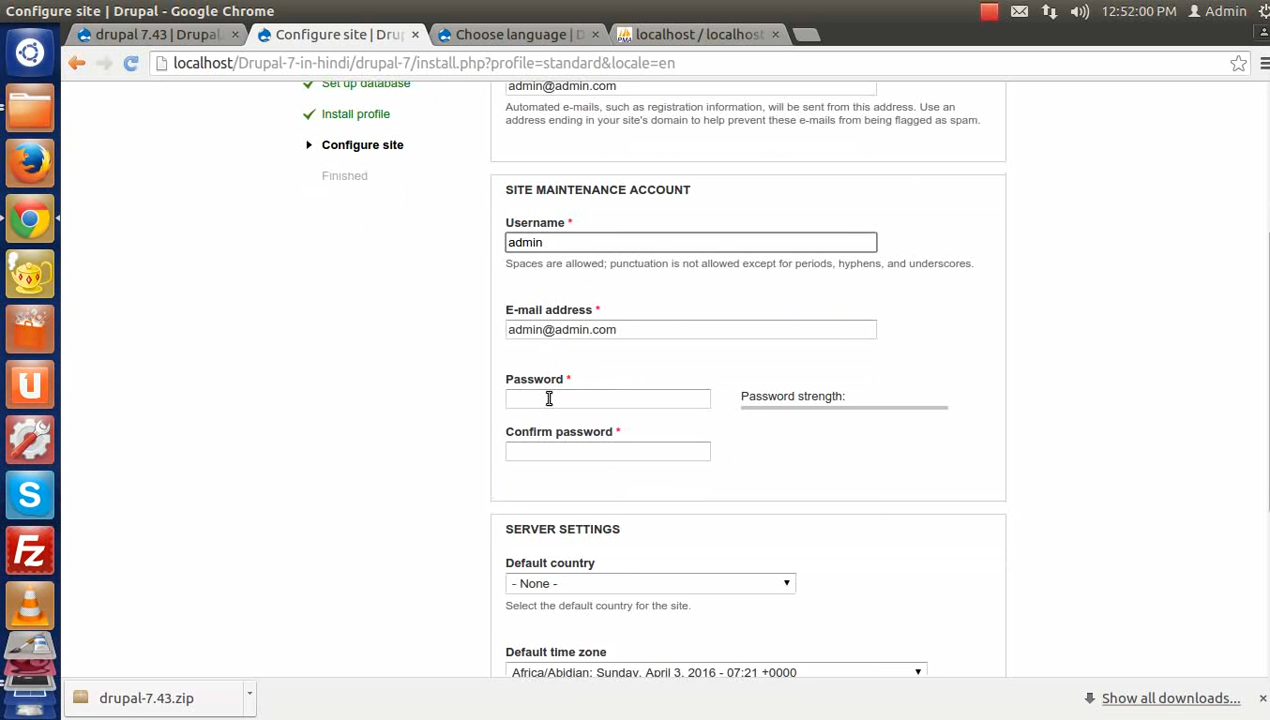 Configure site | Drupal - Google Chrome
12:52:00 PM
Admin
drupal 7.43 | Drupal
Configure site | Dru
Choose language | D
localhost / localhost
localhost/Drupal-7-in-hindi/drupal-7/install.php?profile=standard&locale=en
Set up database
Install profile
Configure site
Finished
admin@admin.com
Automated e-mails, such as registration information, will be sent from this address. Use an
address ending in your site's domain to help prevent these e-mails from being flagged as spam.
SITE MAINTENANCE ACCOUNT
Username *
admin
Spaces are allowed; punctuation is not allowed except for periods, hyphens, and underscores.
E-mail address *
admin@admin.com
Password *
Password strength:
Confirm password *
SERVER SETTINGS
Default country
- None -
Select the default country for the site.
Default time zone
Africa/Abidjan: Sunday, April 3, 2016 - 07:21 +0000
drupal-7.43.zip
Show all downloads...